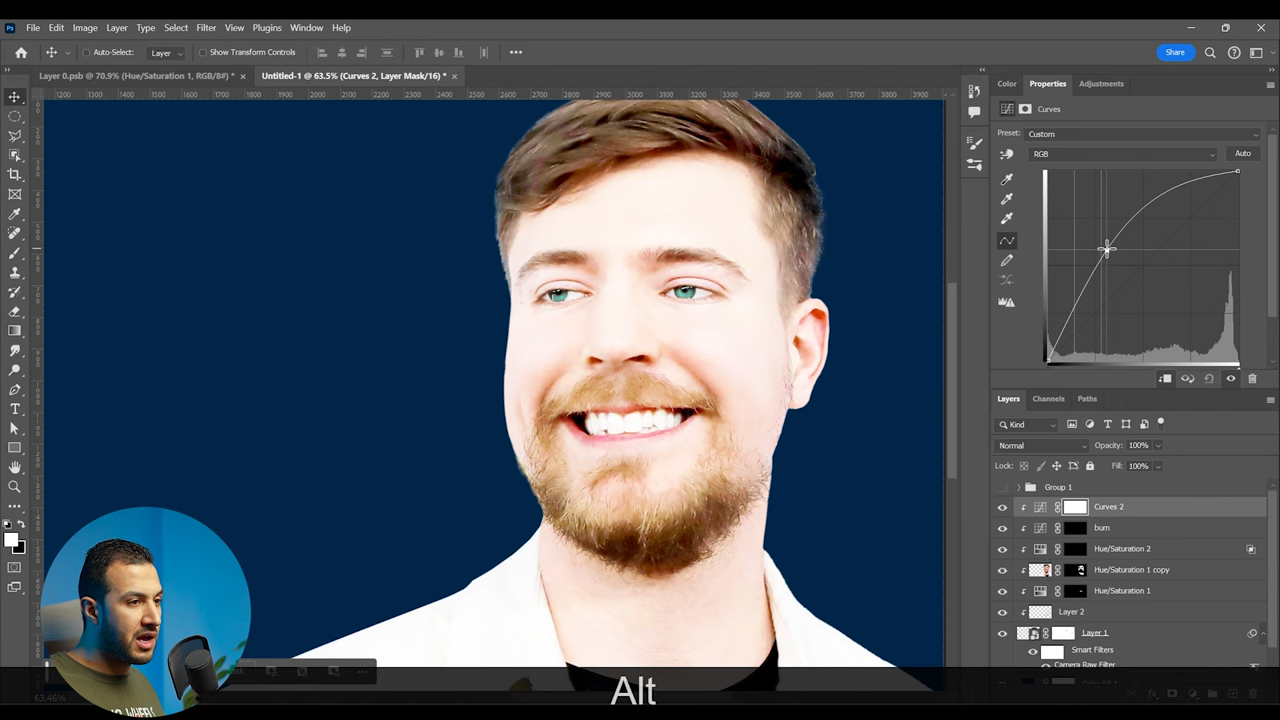 Ps File Edit Image Layer Type Select Filter View Plugins Window Help
Auto-Select: Layer Show Transform Controls Share
Layer 0.psb @ 70.9% (Hue/Saturation 1, RGB/8#) * Untitled-1 @ 63.5% (Curves 2, Layer Mask/16) *
1200 1300 1400 1500 1600 1700 1800 1900 2000 2100 2200 2300 2400 2500 2600 2700 2800 2900 3000 3100 3200 3300 3400 3500 3600 3700 3800 3900
Color Properties Adjustments
Curves
Preset: Custom
RGB Auto
Layers Channels Paths
Kind
Normal Opacity: 100%
Lock: Fill: 100%
Group 1
Curves 2
burn
Hue/Saturation 2
Hue/Saturation 1 copy
Hue/Saturation 1
Layer 2
Layer 1
Smart Filters
Camera Raw Filter
63.46%
Alt